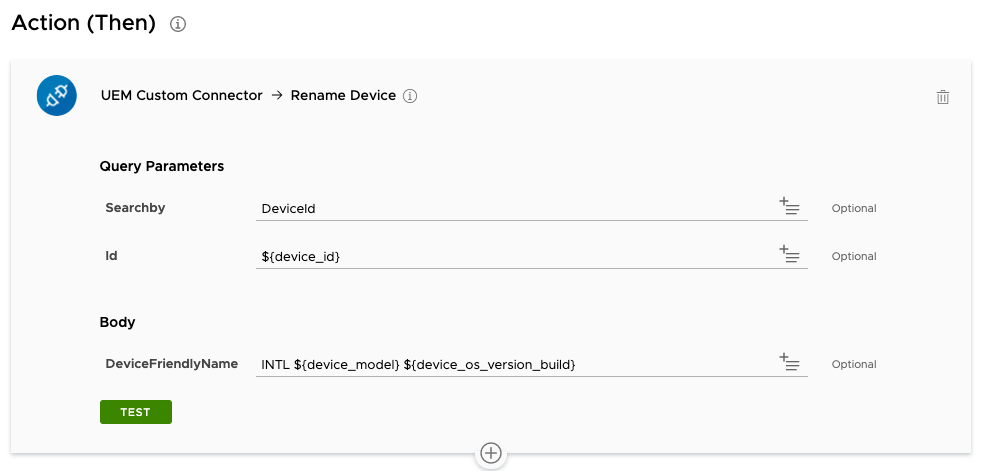 Action (Then)
UEM Custom Connector → Rename Device
Query Parameters
Searchby DeviceId Optional
Id ${device_id} Optional
Body
DeviceFriendlyName INTL ${device_model} ${device_os_version_build} Optional
TEST